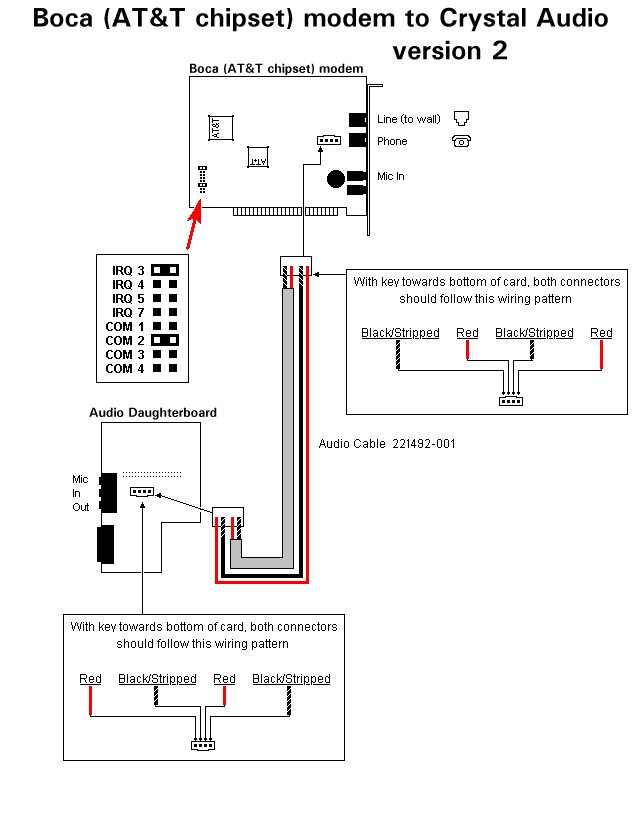 Boca (AT&T chipset) modem to Crystal Audio
version 2
Boca (AT&T chipset) modem
AT&T
AT&T
Line (to wall)
Phone
Mic In
IRQ 3
IRQ 4
IRQ 5
IRQ 7
COM 1
COM 2
COM 3
COM 4
With key towards bottom of card, both connectors
should follow this wiring pattern
Black/Stripped Red Black/Stripped Red
Audio Daughterboard
Audio Cable 221492-001
Mic
In
Out
With key towards bottom of card, both connectors
should follow this wiring pattern
Red Black/Stripped Red Black/Stripped